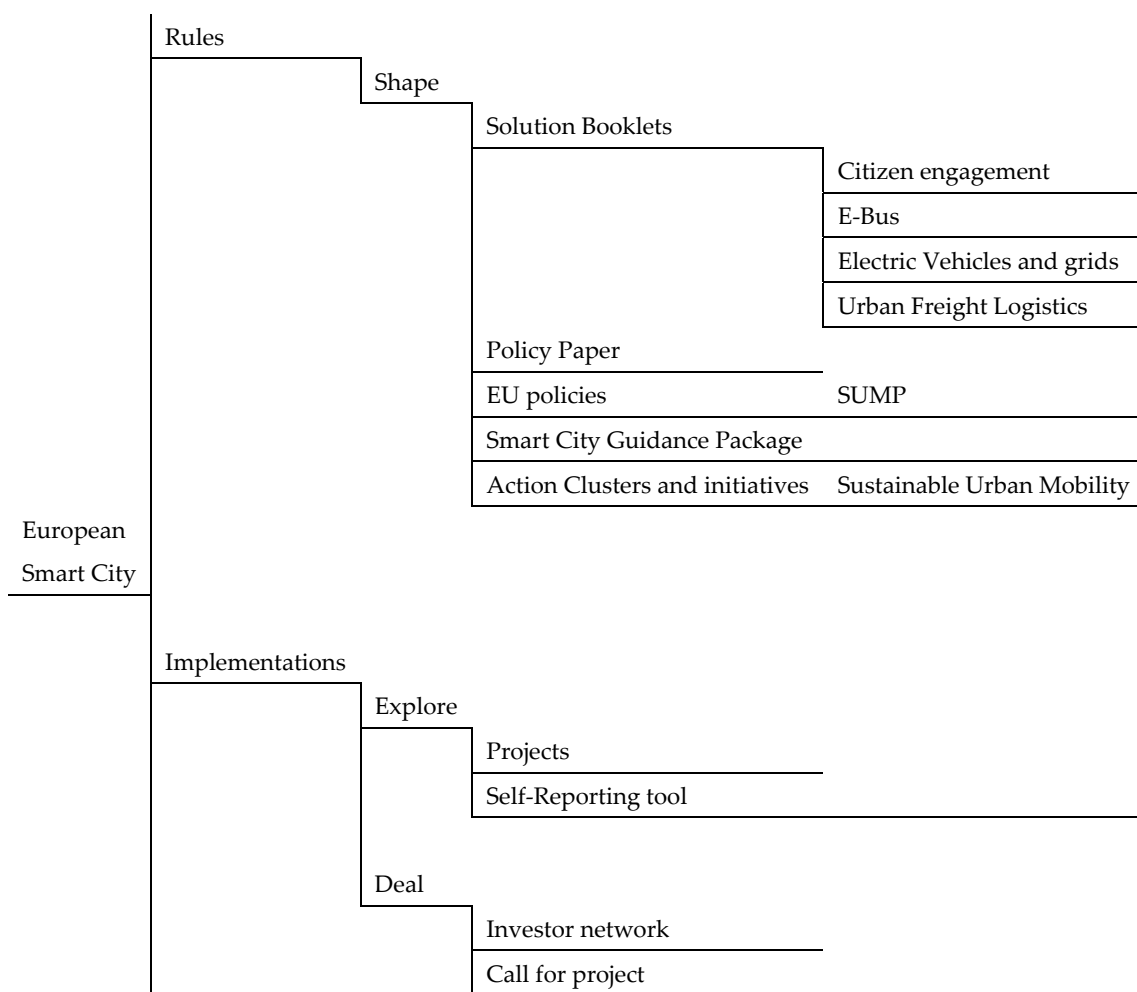 Rules
Shape
Solution Booklets
Citizen engagement
E-Bus
Electric Vehicles and grids
Urban Freight Logistics
Policy Paper
EU policies SUMP
Smart City Guidance Package
Action Clusters and initiatives Sustainable Urban Mobility
European
Smart City
Implementations
Explore
Projects
Self-Reporting tool
Deal
Investor network
Call for project